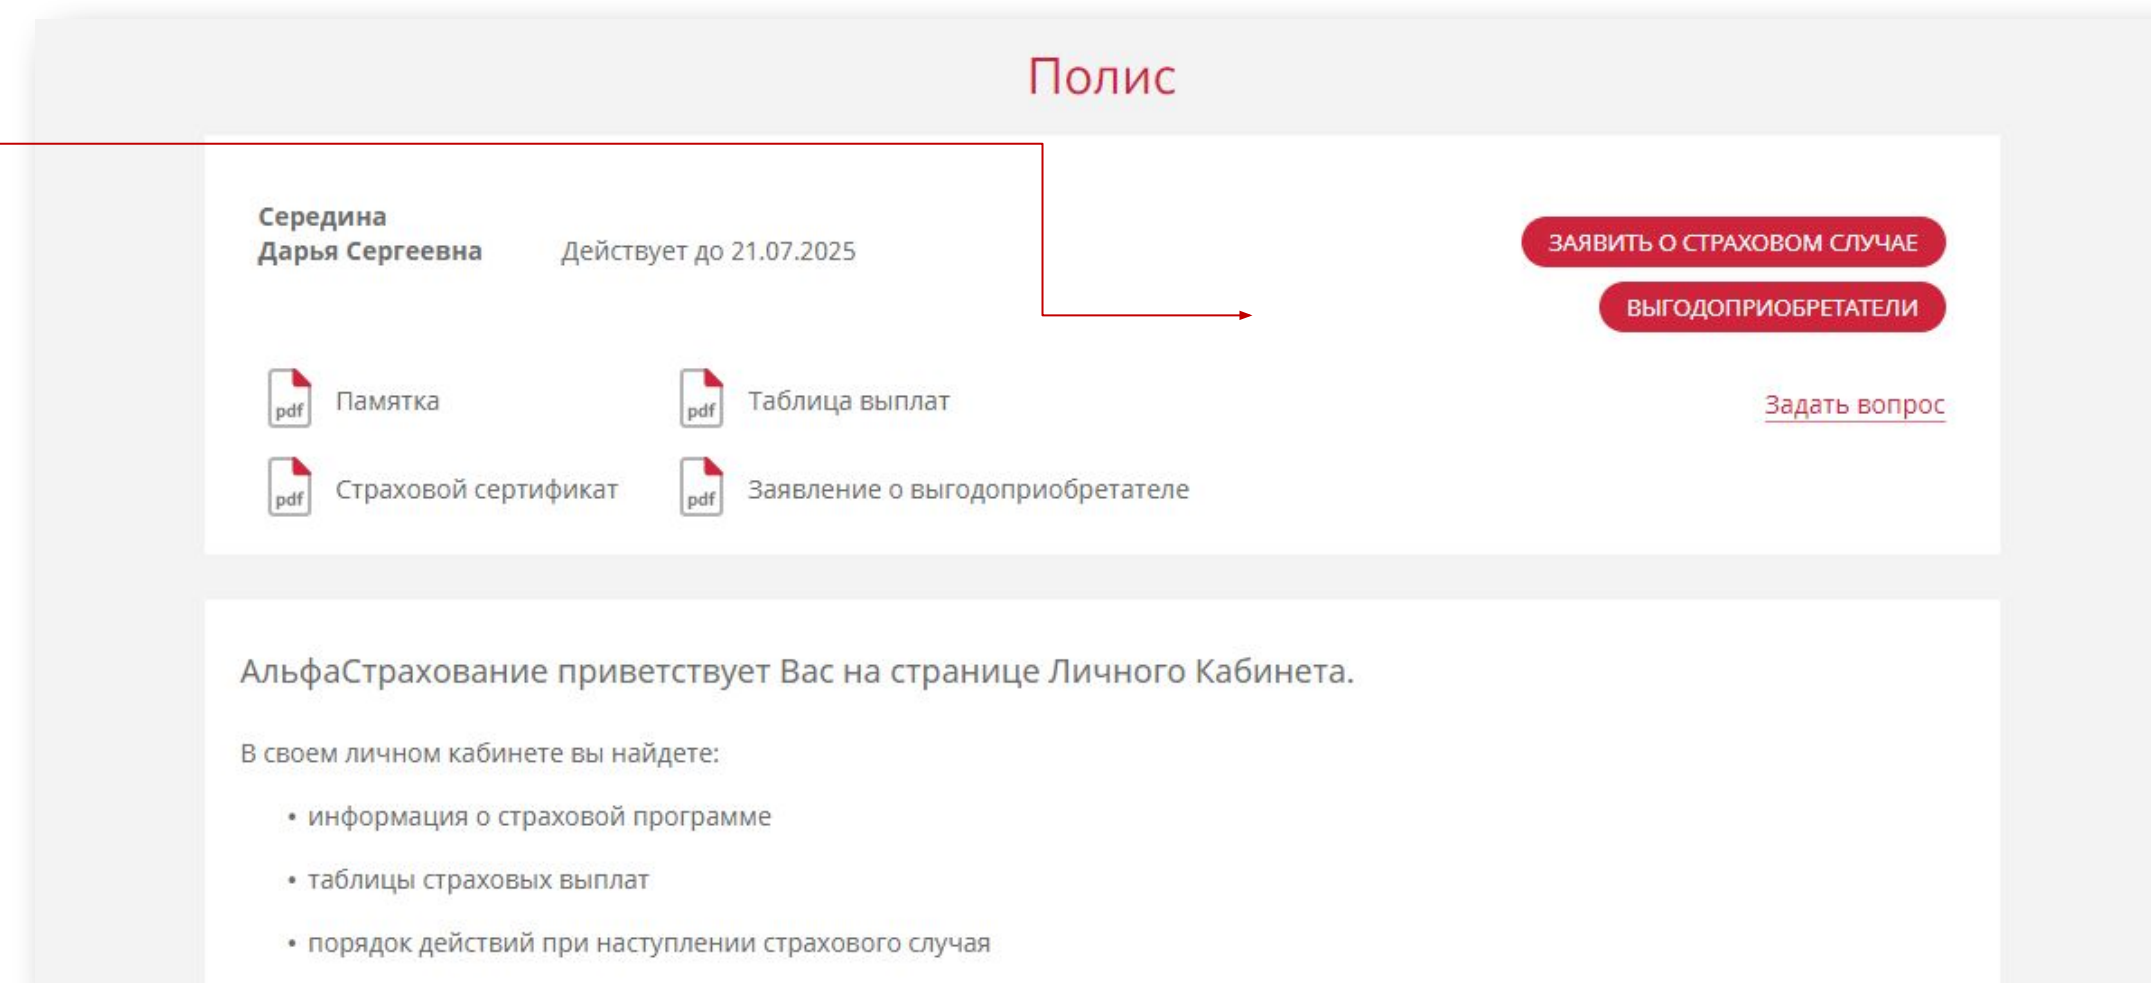 Полис
Середина
Дарья Сергеевна
Действует до 21.07.2025
ЗАЯВИТЬ О СТРАХОВОМ СЛУЧАЕ
ВЫГОДОПРИОБРЕТАТЕЛИ
pdf Памятка
pdf Таблица выплат
Задать вопрос
pdf Страховой сертификат
pdf Заявление о выгодоприобретателе
АльфаСтрахование приветствует Вас на странице Личного Кабинета.
В своем личном кабинете вы найдете:
• информация о страховой программе
• таблицы страховых выплат
• порядок действий при наступлении страхового случая